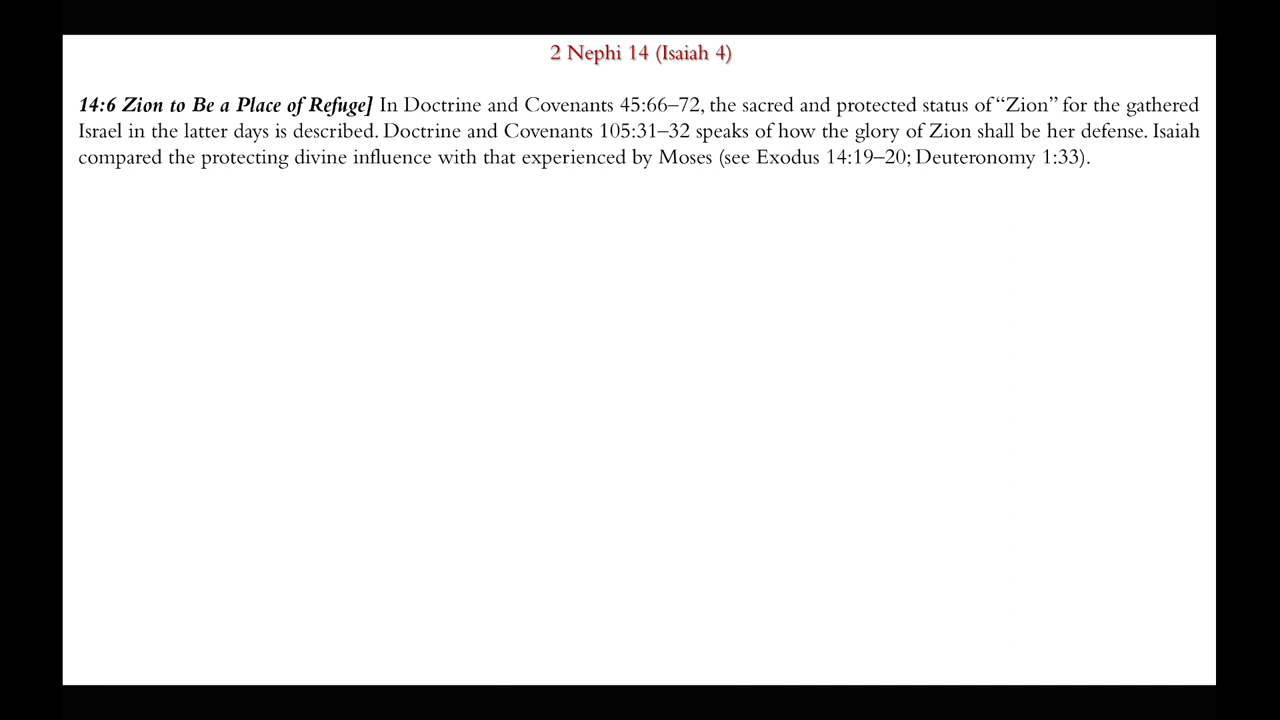 2 Nephi 14 (Isaiah 4)
14:6 Zion to Be a Place of Refuge] In Doctrine and Covenants 45:66–72, the sacred and protected status of “Zion” for the gathered
Israel in the latter days is described. Doctrine and Covenants 105:31–32 speaks of how the glory of Zion shall be her defense. Isaiah
compared the protecting divine influence with that experienced by Moses (see Exodus 14:19–20; Deuteronomy 1:33).